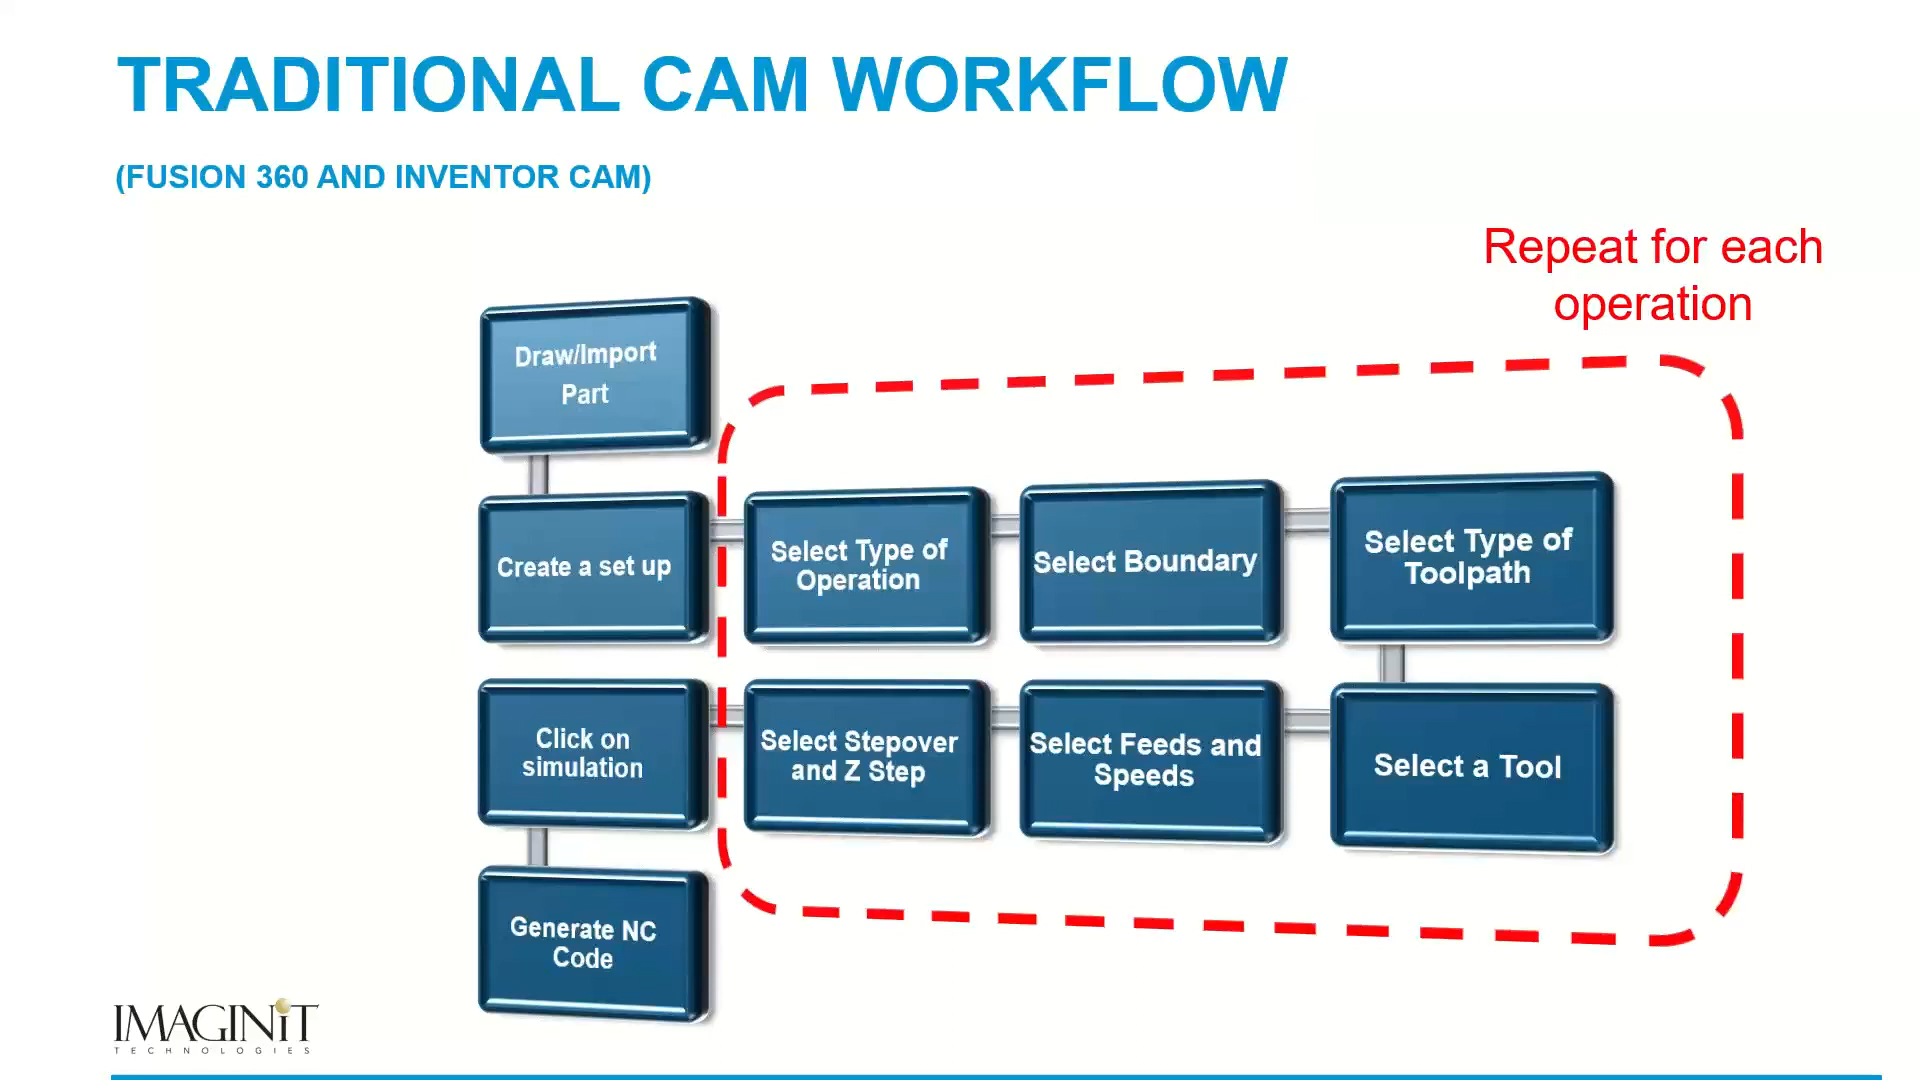 TRADITIONAL CAM WORKFLOW
(FUSION 360 AND INVENTOR CAM)
Repeat for each
operation
Draw/Import
Part
Create a set up
Select Type of
Operation
Select Boundary
Select Type of
Toolpath
Select a Tool
Select Feeds and
Speeds
Select Stepover
and Z Step
Click on
simulation
Generate NC
Code
IMAGINiT
TECHNOLOGIES